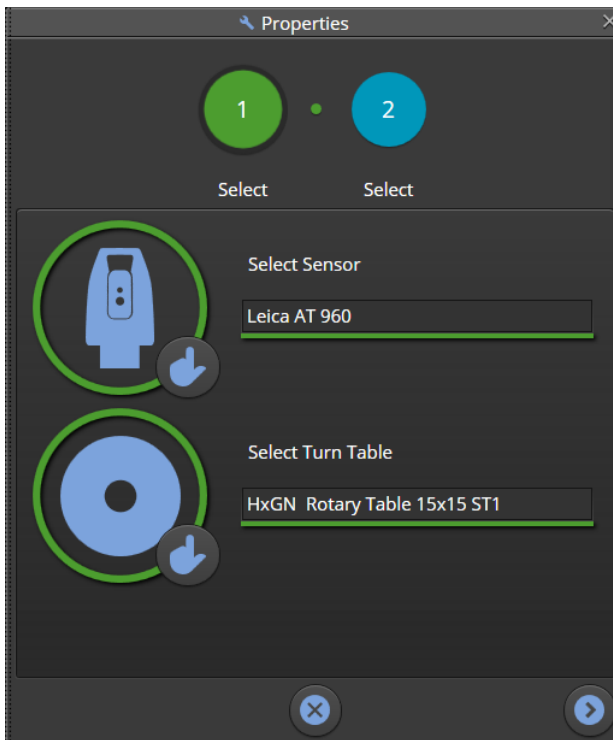 Properties
1
2
Select
Select
Select Sensor
Leica AT 960
Select Turn Table
HxGN  Rotary Table 15x15 ST1